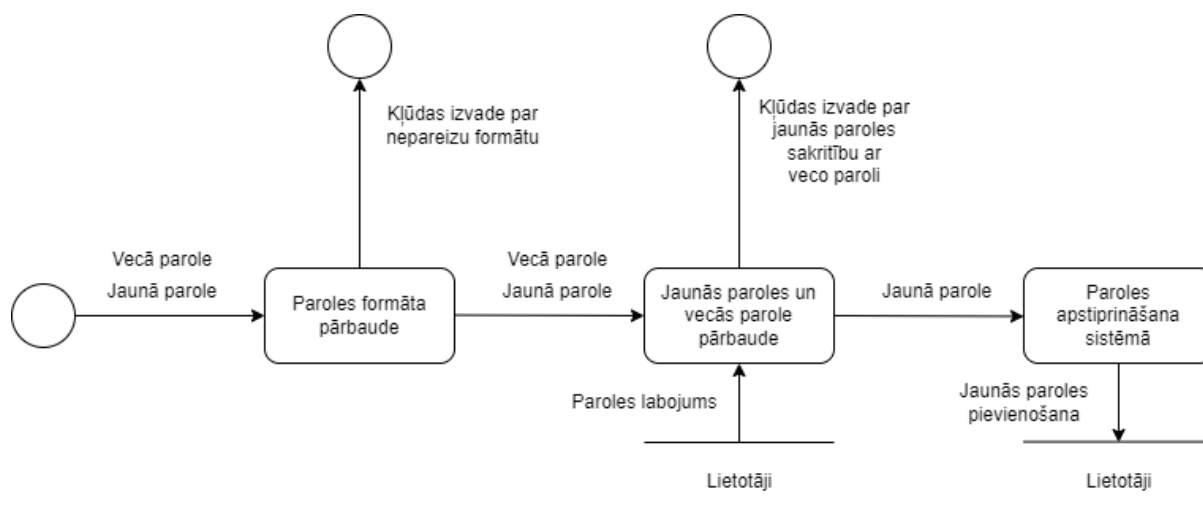 Kļūdas izvade par
nepareizu formātu
Kļūdas izvade par
jaunās paroles
sakritību ar
veco paroli
Vecā parole
Jaunā parole
Paroles formāta
pārbaude
Vecā parole
Jaunā parole
Jaunās paroles un
vecās parole
pārbaude
Jaunā parole
Paroles
apstiprināšana
sistēmā
Paroles labojums
Jaunās paroles
pievienošana
Lietotāji
Lietotāji